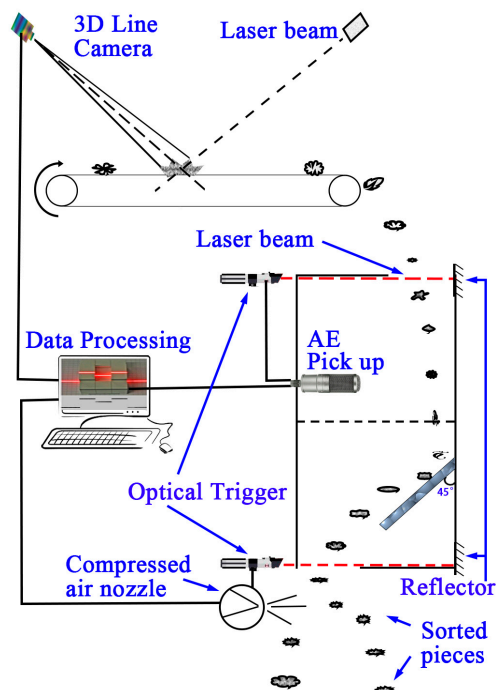 3D Line
Camera
Laser beam
Laser beam
Data Processing
AE
Pick up
45°
Optical Trigger
Compressed
air nozzle
Reflector
Sorted
pieces